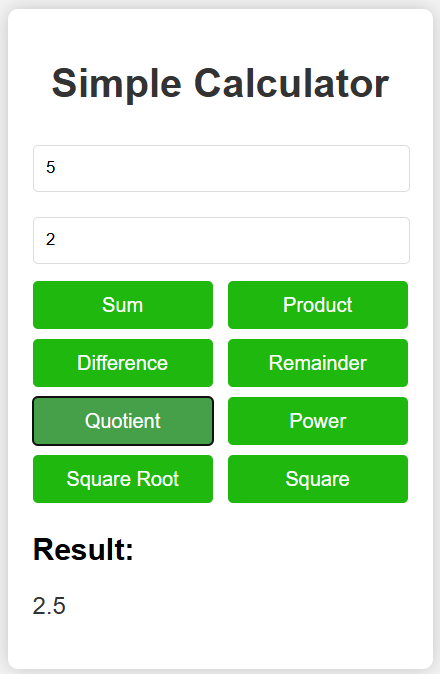 Simple Calculator
5
2
Sum Product
Difference Remainder
Quotient Power
Square Root Square
Result:
2.5